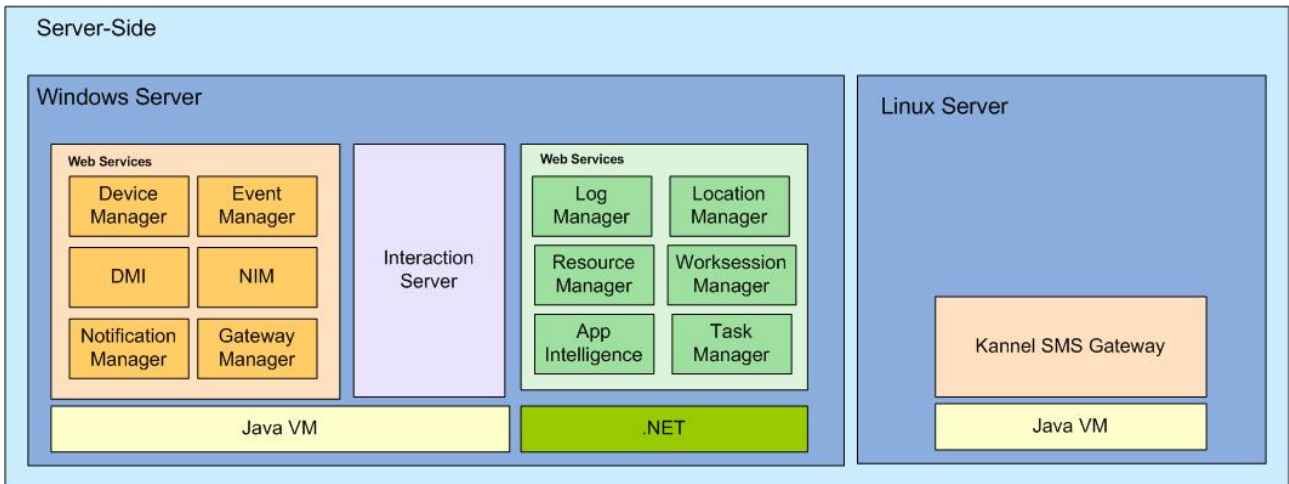 Server-Side
Windows Server
Web Services
Device
Manager
Event
Manager
DMI
NIM
Notification
Manager
Gateway
Manager
Interaction
Server
Web Services
Log
Manager
Location
Manager
Resource
Manager
Worksession
Manager
App
Intelligence
Task
Manager
Java VM
.NET
Linux Server
Kannel SMS Gateway
Java VM